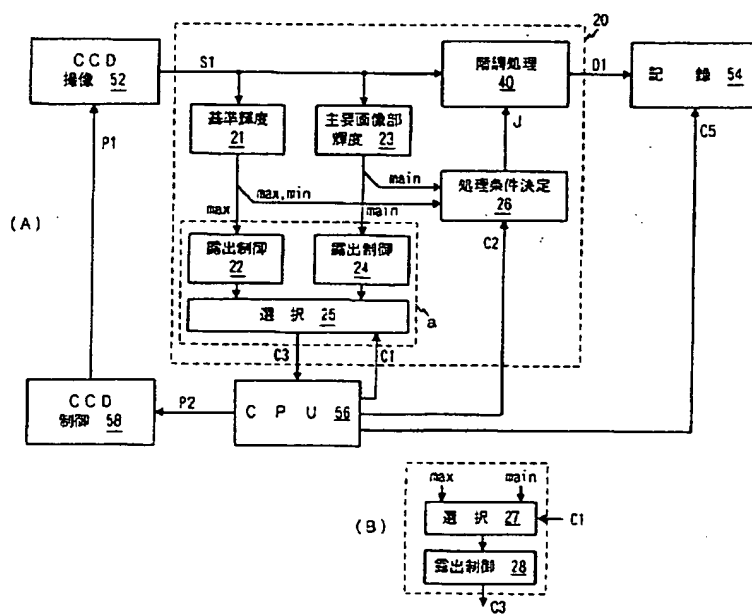 20
CCD
撮像 52
S1
階調処理
40
D1
記 録 54
基準輝度
21
主要画像部
輝度 23
J
C5
P1
main
処理条件決定
26
max,min
max
main
(A)
C2
露出制御
22
露出制御
24
a
選 択 25
C3
C1
CCD
制御 58
P2
C P U 56
max
main
(B)
選 択 27
C1
露出制御 28
C3